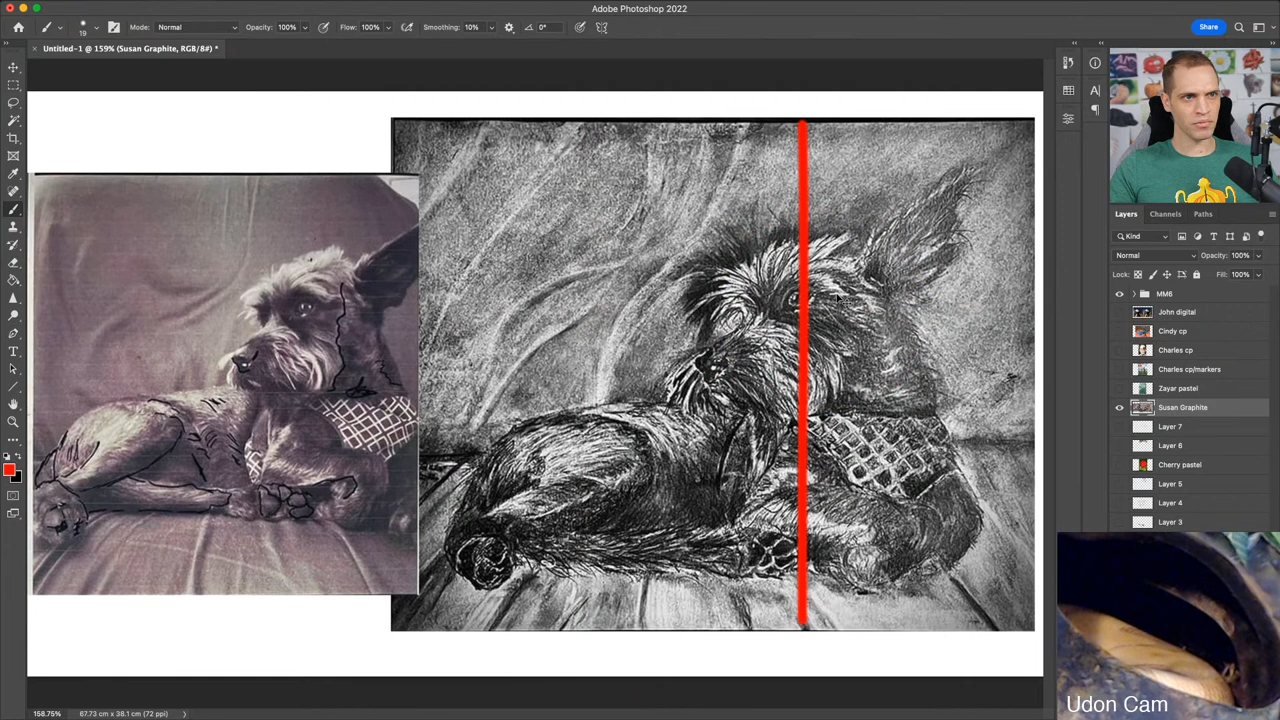 Adobe Photoshop 2022
19
Mode: Normal
Opacity: 100%
Flow: 100%
Smoothing: 10%
0°
Share
Untitled-1 @ 159% (Susan Graphite, RGB/8#) *
Layers
Channels
Paths
Kind
Normal
Opacity: 100%
Lock:
Fill: 100%
MM6
John digital
Cindy cp
Charles cp
Charles cp/markers
Zayar pastel
Susan Graphite
Layer 7
Layer 6
Cherry pastel
Layer 5
Layer 4
Layer 3
Udon Cam
158.75%
67.73 cm x 38.1 cm (72 ppi)